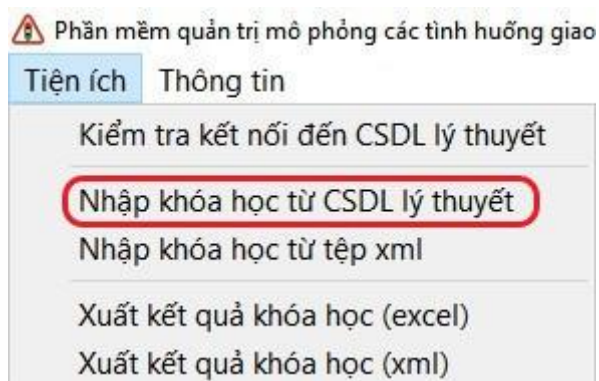 Phần mềm quản trị mô phỏng các tình huống giao
Tiện ích Thông tin
Kiểm tra kết nối đến CSDL lý thuyết
Nhập khóa học từ CSDL lý thuyết
Nhập khóa học từ tệp xml
Xuất kết quả khóa học (excel)
Xuất kết quả khóa học (xml)